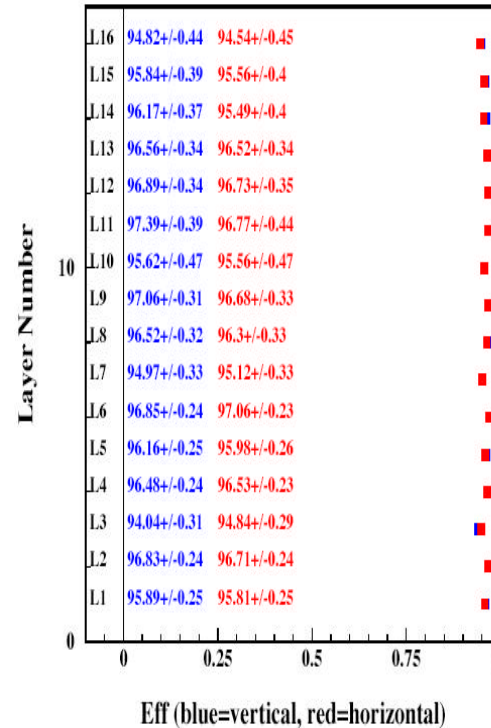 L16 94.82+/-0.44 94.54+/-0.45
L15 95.84+/-0.39 95.56+/-0.4
L14 96.17+/-0.37 95.49+/-0.4
L13 96.56+/-0.34 96.52+/-0.34
L12 96.89+/-0.34 96.73+/-0.35
L11 97.39+/-0.39 96.77+/-0.44
10 L10 95.62+/-0.47 95.56+/-0.47
L9 97.06+/-0.31 96.68+/-0.33
L8 96.52+/-0.32 96.3+/-0.33
L7 94.97+/-0.33 95.12+/-0.33
L6 96.85+/-0.24 97.06+/-0.23
L5 96.16+/-0.25 95.98+/-0.26
L4 96.48+/-0.24 96.53+/-0.23
L3 94.04+/-0.31 94.84+/-0.29
L2 96.83+/-0.24 96.71+/-0.24
L1 95.89+/-0.25 95.81+/-0.25
0
Layer Number
0 0.25 0.5 0.75
Eff (blue=vertical, red=horizontal)